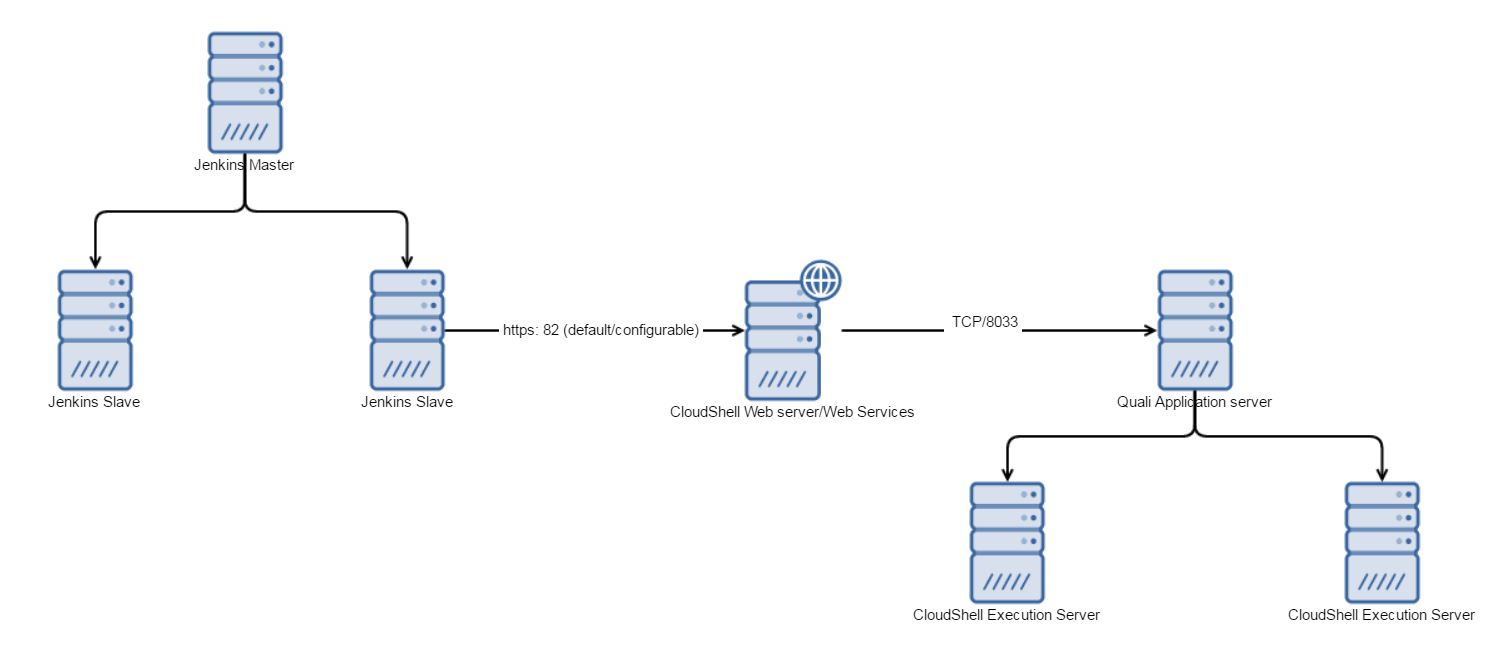 Jenkins Master
Jenkins Slave
Jenkins Slave
https: 82 (default/configurable)
CloudShell Web server/Web Services
TCP/8033
Quali Application server
CloudShell Execution Server
CloudShell Execution Server